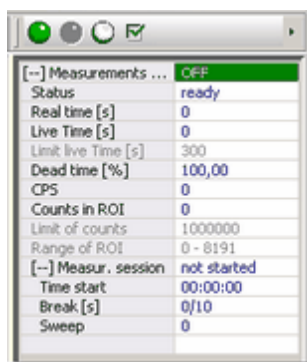 [--] Measurements ... OFF
Status ready
Real time [s] 0
Live Time [s] 0
Limit live Time [s] 300
Dead time [%] 100,00
CPS 0
Counts in ROI 0
Limit of counts 1000000
Range of ROI 0 - 8191
[--] Measur. session not started
Time start 00:00:00
Break [s] 0/10
Sweep 0